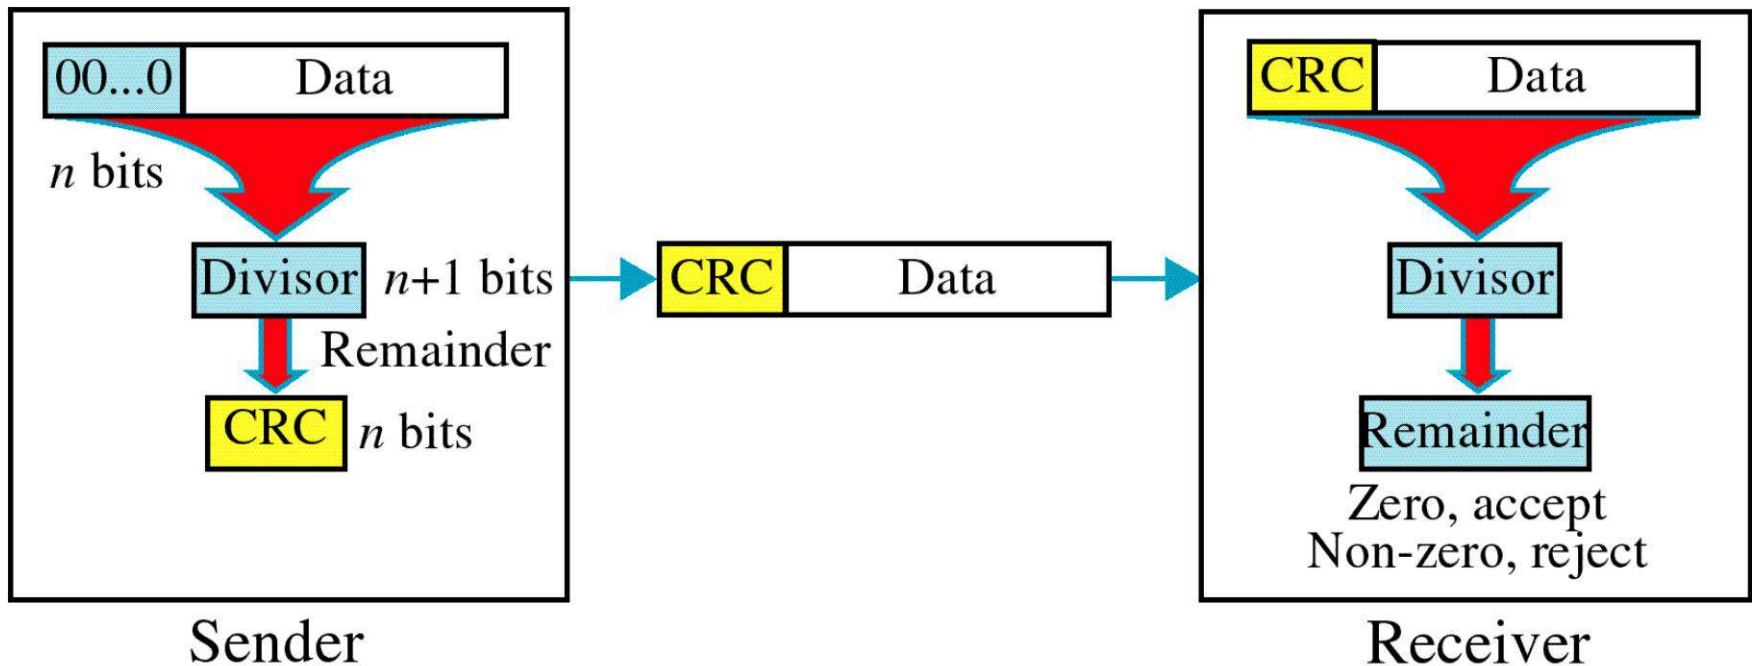 00...0 Data
n bits
Divisor n+1 bits
Remainder
CRC n bits
Sender
CRC Data
CRC Data
Divisor
Remainder
Zero, accept
Non-zero, reject
Receiver